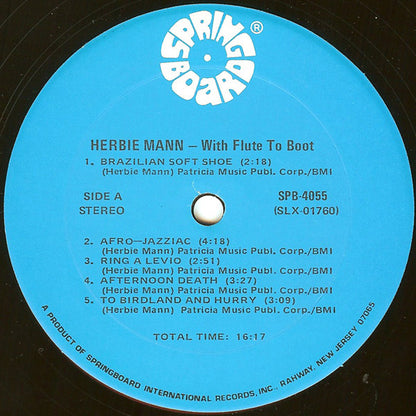 SPRING
BOARD
®
HERBIE MANN – With Flute To Boot
1. BRAZILIAN SOFT SHOE (2:18)
(Herbie Mann) Patricia Music Publ. Corp./BMI
SIDE A
STEREO
SPB-4055
(SLX-01760)
2. AFRO–JAZZIAC (4:18)
(Herbie Mann) Patricia Music Publ. Corp./BMI
3. RING A LEVIO (2:51)
(Herbie Mann) Patricia Music Publ. Corp./BMI
4. AFTERNOON DEATH (3:27)
(Herbie Mann) Patricia Music Publ. Corp./BMI
5. TO BIRDLAND AND HURRY (3:09)
(Herbie Mann) Patricia Music Publ. Corp./BMI
TOTAL TIME: 16:17
A PRODUCT OF SPRINGBOARD INTERNATIONAL RECORDS, INC., RAHWAY, NEW JERSEY 07065